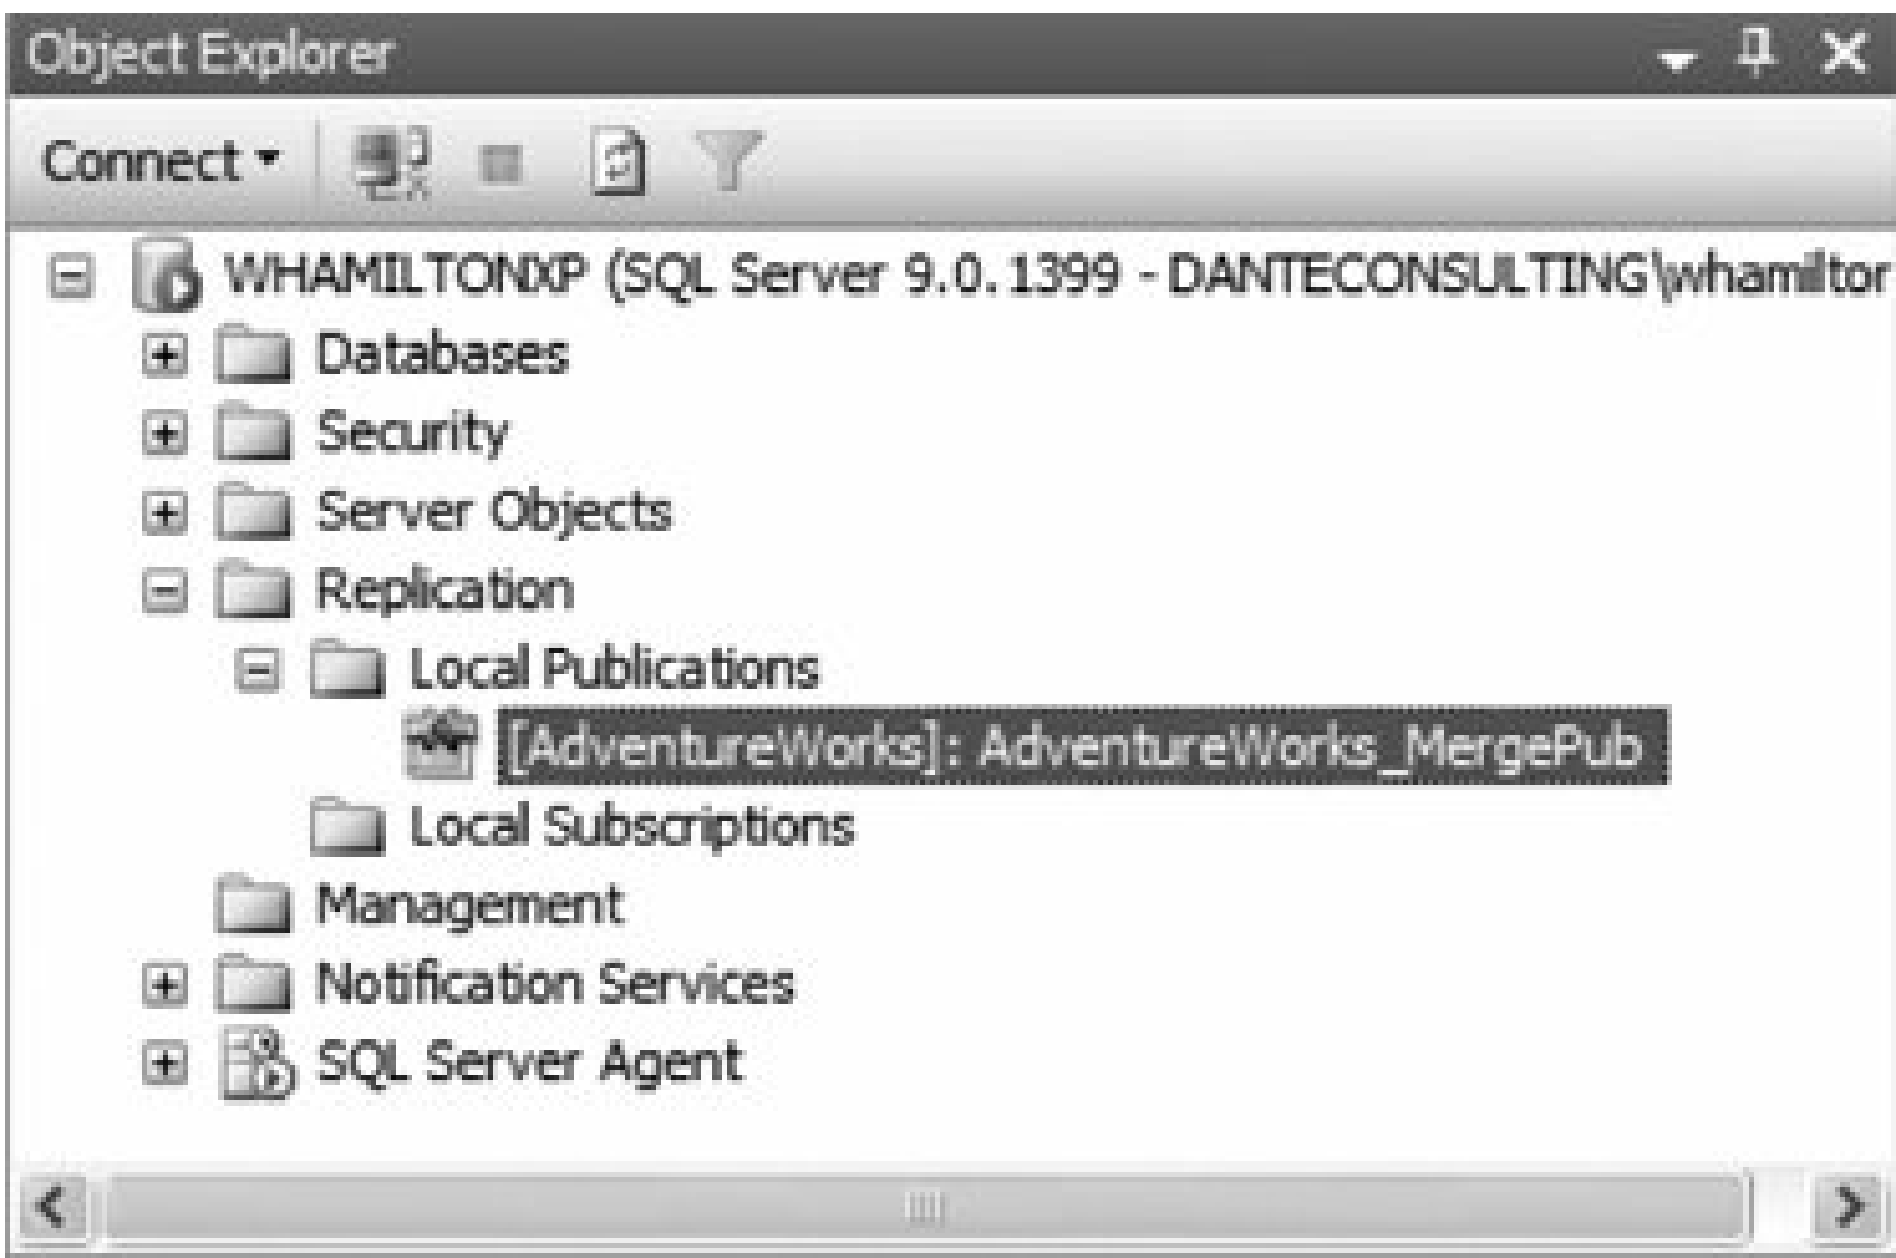 Object Explorer
Connect
WHAMILTONXP (SQL Server 9.0.1399 - DANTECONSULTING\whamiltor
Databases
Security
Server Objects
Replication
Local Publications
[AdventureWorks]: AdventureWorks_MergePub
Local Subscriptions
Management
Notification Services
SQL Server Agent